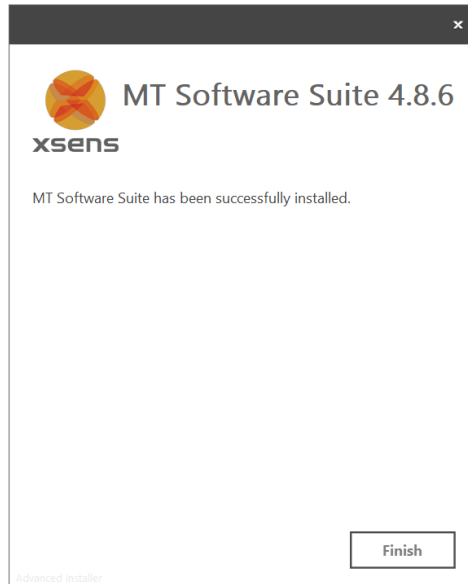 ×
MT Software Suite 4.8.6
xsens
MT Software Suite has been successfully installed.
Finish
Advanced Installer